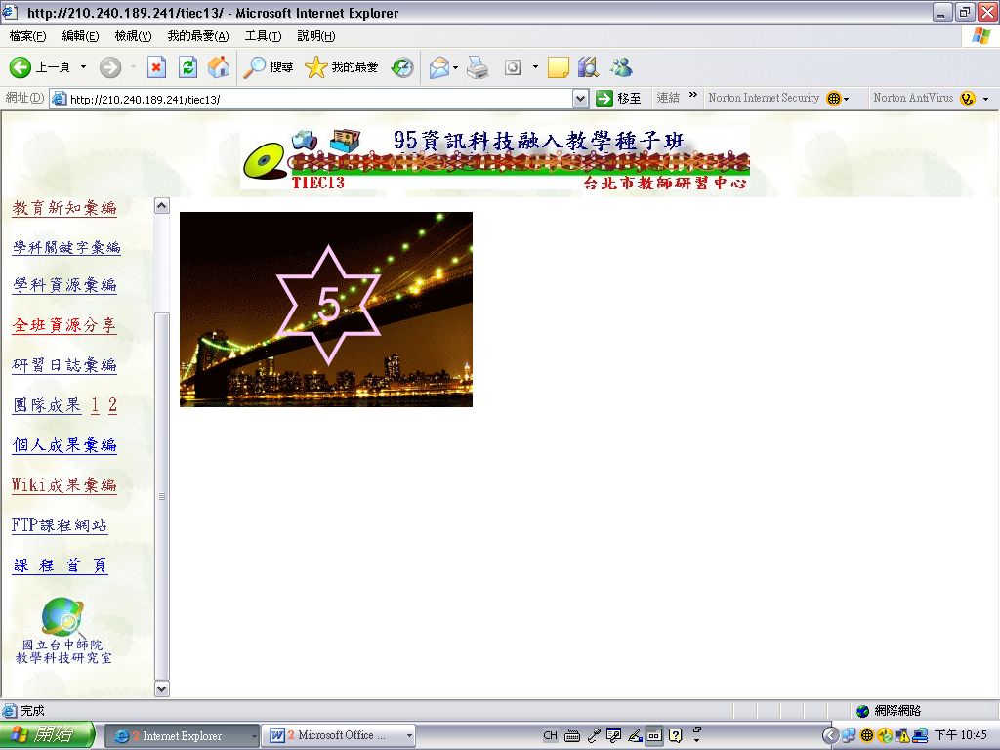 http://210.240.189.241/tiec13/ - Microsoft Internet Explorer
檔案(F) 編輯(E) 檢視(V) 我的最愛(A) 工具(T) 說明(H)
上一頁 搜尋 我的最愛
網址(D) http://210.240.189.241/tiec13/ 移至 連結 » Norton Internet Security Norton AntiVirus
95資訊科技融入教學種子班
TIEC13 台北市教師研習中心
教育新知彙編
學科關鍵字彙編
學科資源彙編
全班資源分享
研習日誌彙編
團隊成果 1 2
個人成果彙編
Wiki成果彙編
FTP課程網站
課 程 首 頁
國立台中師院
教學科技研究室
5
完成 網際網路
開始 2 Internet Explorer 2 Microsoft Office ... CH 下午 10:45